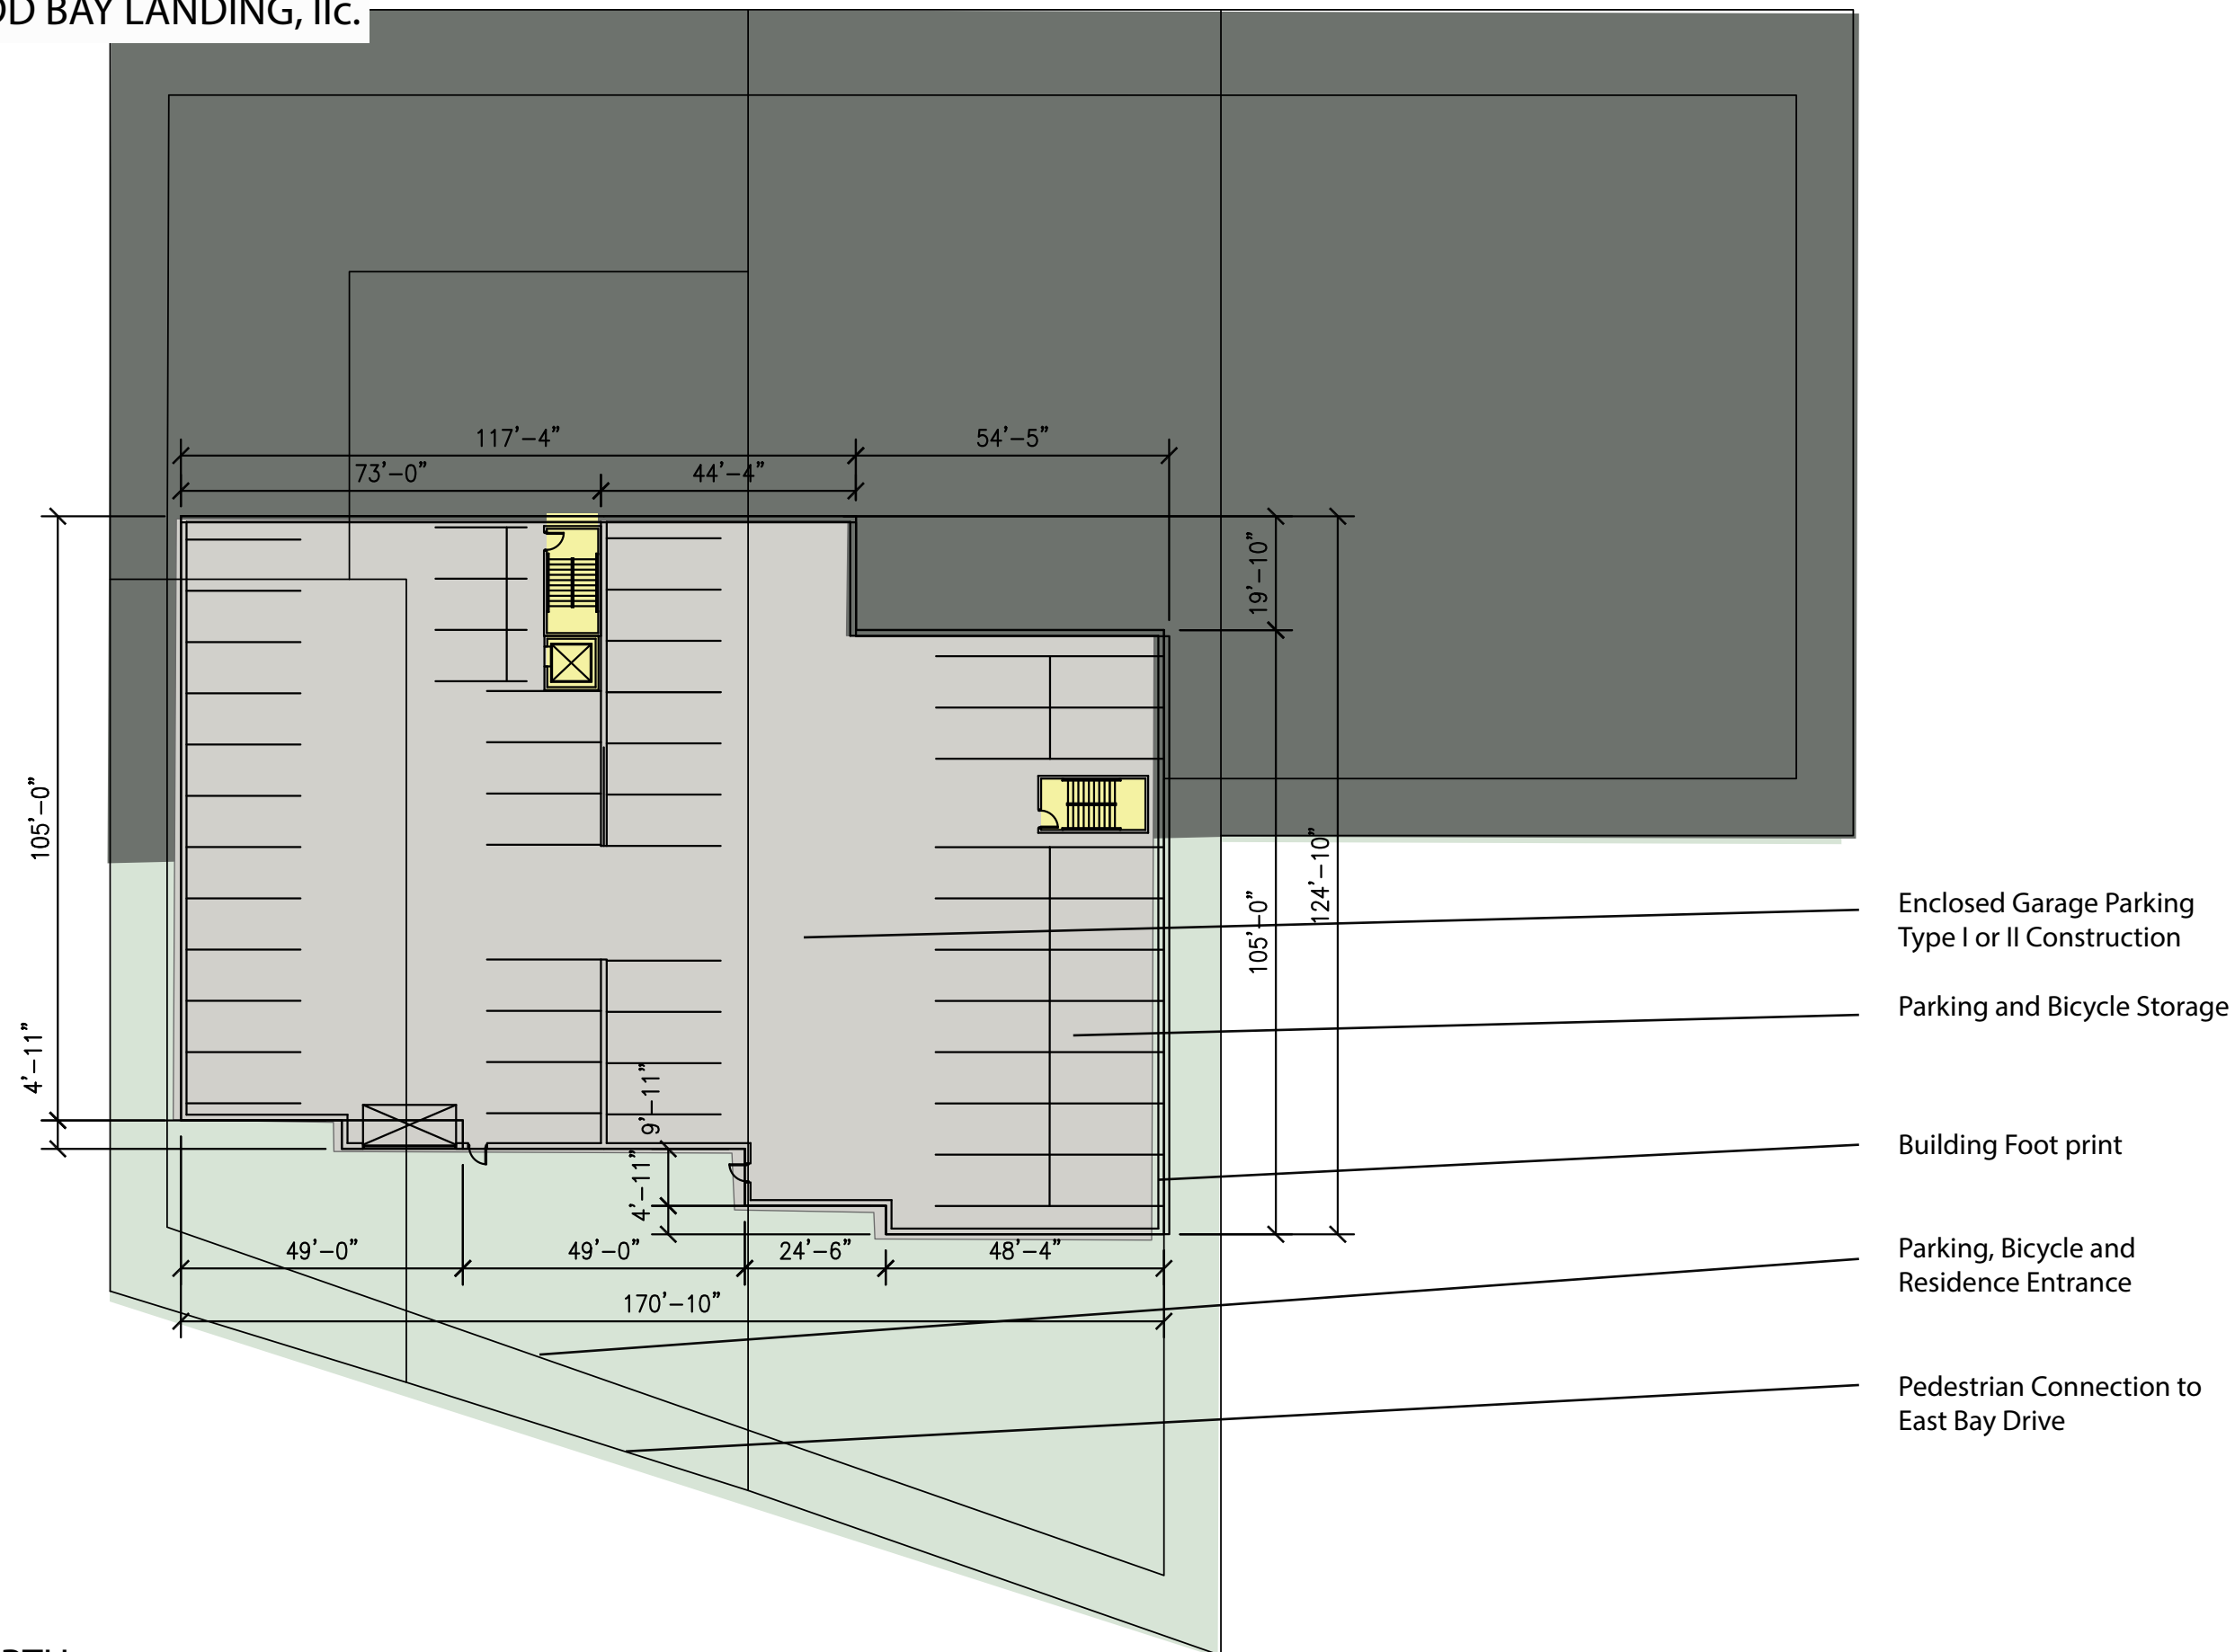 BAY LANDING, llc.
117'-4"
54'-5"
73'-0"
44'-4"
19'-10"
105'-0"
124'-10"
105'-0"
4'-11"
9'-11"
4'-11"
49'-0"
49'-0"
24'-6"
48'-4"
170'-10"
Enclosed Garage Parking
Type I or II Construction
Parking and Bicycle Storage
Building Foot print
Parking, Bicycle and
Residence Entrance
Pedestrian Connection to
East Bay Drive